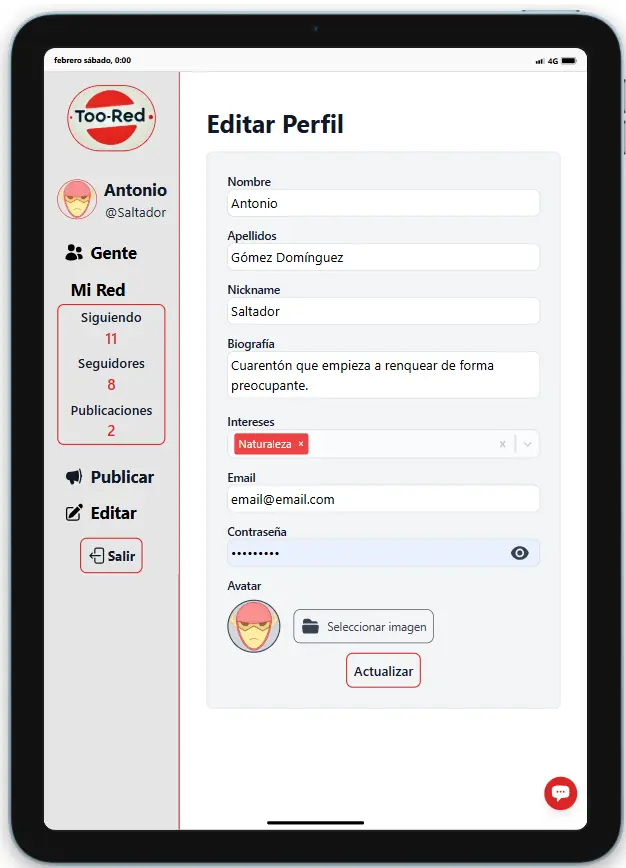 febrero sábado, 0:00
4G
Too-Red
Antonio
@Saltador
Gente
Mi Red
Siguiendo
11
Seguidores
8
Publicaciones
2
Publicar
Editar
Salir
Editar Perfil
Nombre
Antonio
Apellidos
Gómez Domínguez
Nickname
Saltador
Biografía
Cuarentón que empieza a renquear de forma
preocupante.
Intereses
Naturaleza ×
Email
email@email.com
Contraseña
•••••••••
Avatar
Seleccionar imagen
Actualizar